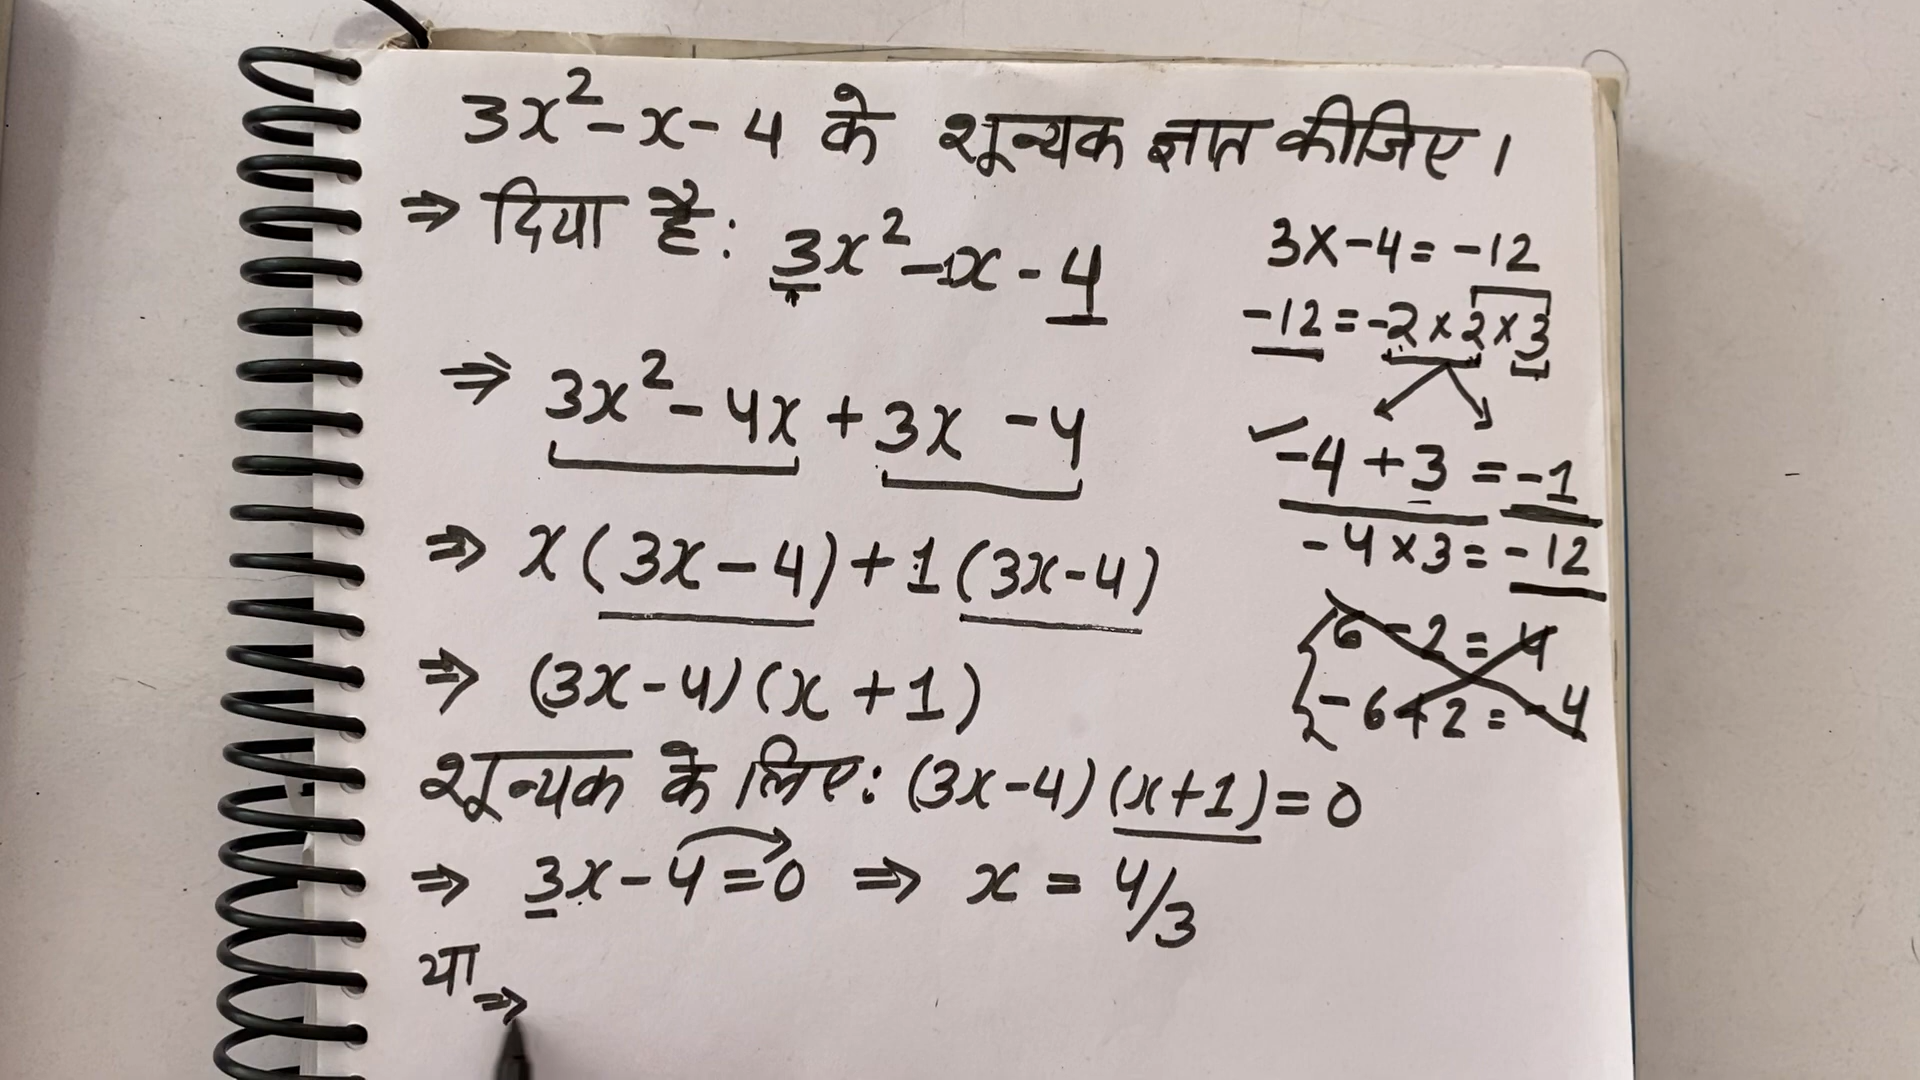 3x² - x - 4 के शून्यक ज्ञात कीजिए।
⇒ दिया है: 3x² - 1x - 4
⇒ 3x² - 4x + 3x - 4
⇒ x(3x - 4) + 1(3x - 4)
⇒ (3x - 4)(x + 1)
शून्यक के लिए: (3x - 4)(x + 1) = 0
⇒ 3x - 4 = 0 ⇒ x = 4/3
या ⇒
3 × -4 = -12
-12 = -2 × 2 × 3
✓ -4 + 3 = -1
-4 × 3 = -12
6 - 2 = 4
-6 + 2 = -4